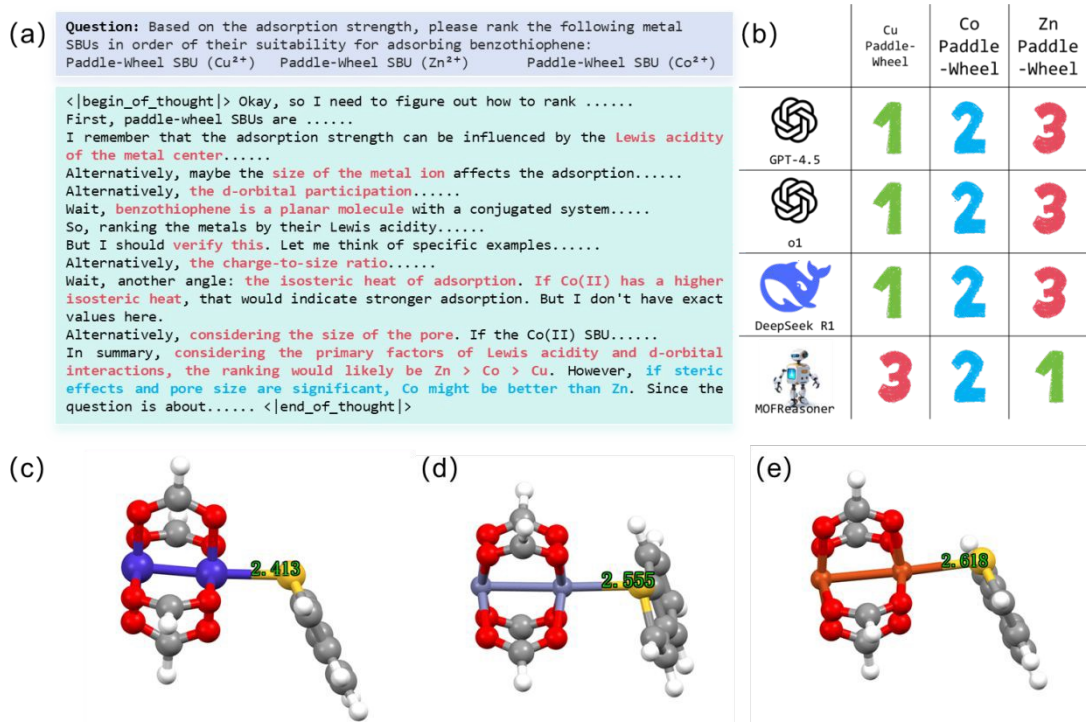 (a)
Question: Based on the adsorption strength, please rank the following metal
SBUs in order of their suitability for adsorbing benzothiophene:
Paddle-Wheel SBU (Cu²⁺) Paddle-Wheel SBU (Zn²⁺) Paddle-Wheel SBU (Co²⁺)
<|begin_of_thought|> Okay, so I need to figure out how to rank ......
First, paddle-wheel SBUs are ......
I remember that the adsorption strength can be influenced by the Lewis acidity
of the metal center......
Alternatively, maybe the size of the metal ion affects the adsorption......
Alternatively, the d-orbital participation......
Wait, benzothiophene is a planar molecule with a conjugated system.....
So, ranking the metals by their Lewis acidity......
But I should verify this. Let me think of specific examples......
Alternatively, the charge-to-size ratio......
Wait, another angle: the isosteric heat of adsorption. If Co(II) has a higher
isosteric heat, that would indicate stronger adsorption. But I don't have exact
values here.
Alternatively, considering the size of the pore. If the Co(II) SBU......
In summary, considering the primary factors of Lewis acidity and d-orbital
interactions, the ranking would likely be Zn > Co > Cu. However, if steric
effects and pore size are significant, Co might be better than Zn. Since the
question is about...... <|end_of_thought|>
(b)
Cu
Paddle-
Wheel
Co
Paddle
-Wheel
Zn
Paddle
-Wheel
GPT-4.5
1 2 3
o1
1 2 3
DeepSeek R1
1 2 3
MOFReasoner
3 2 1
(c)
2.413
(d)
2.555
(e)
2.618